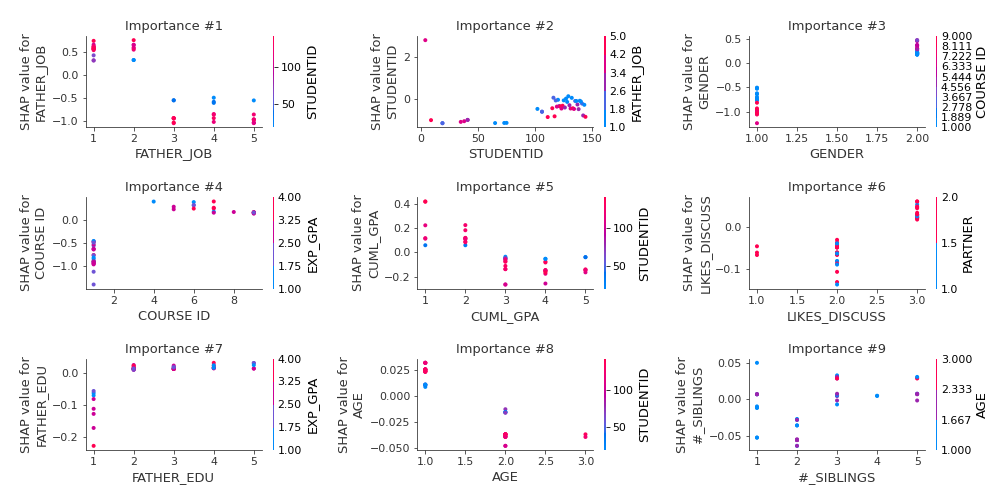 Importance #1
SHAP value for
FATHER_JOB
0.5
0.0
−0.5
−1.0
1
2
3
4
5
FATHER_JOB
100
50
STUDENTID
Importance #2
SHAP value for
STUDENTID
2
0
0
50
100
150
STUDENTID
5.0
4.2
3.4
2.6
1.8
1.0
FATHER_JOB
Importance #3
SHAP value for
GENDER
0.5
0.0
−0.5
−1.0
1.00
1.25
1.50
1.75
2.00
GENDER
9.000
8.111
7.222
6.333
5.444
4.556
3.667
2.778
1.889
1.000
COURSE ID
Importance #4
SHAP value for
COURSE ID
0.0
−0.5
−1.0
2
4
6
8
COURSE ID
4.00
3.25
2.50
1.75
1.00
EXP_GPA
Importance #5
SHAP value for
CUML_GPA
0.4
0.2
0.0
−0.2
1
2
3
4
5
CUML_GPA
100
50
STUDENTID
Importance #6
SHAP value for
LIKES_DISCUSS
0.0
−0.1
1.0
1.5
2.0
2.5
3.0
LIKES_DISCUSS
2.0
1.5
1.0
PARTNER
Importance #7
SHAP value for
FATHER_EDU
0.0
−0.1
−0.2
1
2
3
4
5
FATHER_EDU
4.00
3.25
2.50
1.75
1.00
EXP_GPA
Importance #8
SHAP value for
AGE
0.025
0.000
−0.025
−0.050
1.0
1.5
2.0
2.5
3.0
AGE
100
50
STUDENTID
Importance #9
SHAP value for
#_SIBLINGS
0.05
0.00
−0.05
1
2
3
4
5
#_SIBLINGS
3.000
2.333
1.667
1.000
AGE